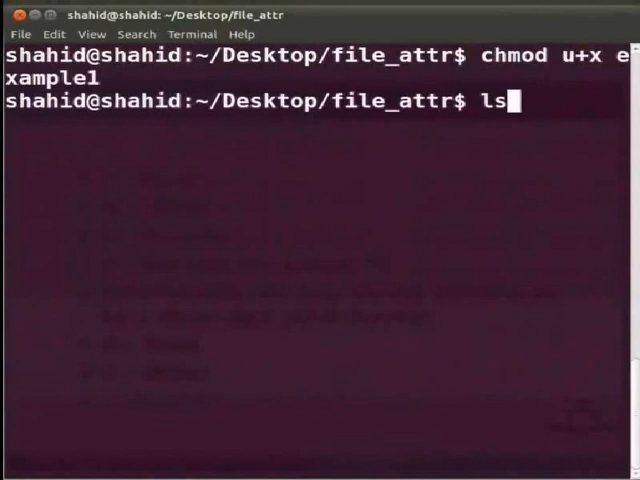 shahid@shahid: ~/Desktop/file_attr
File Edit View Search Terminal Help
shahid@shahid:~/Desktop/file_attr$ chmod u+x e
xample1
shahid@shahid:~/Desktop/file_attr$ ls